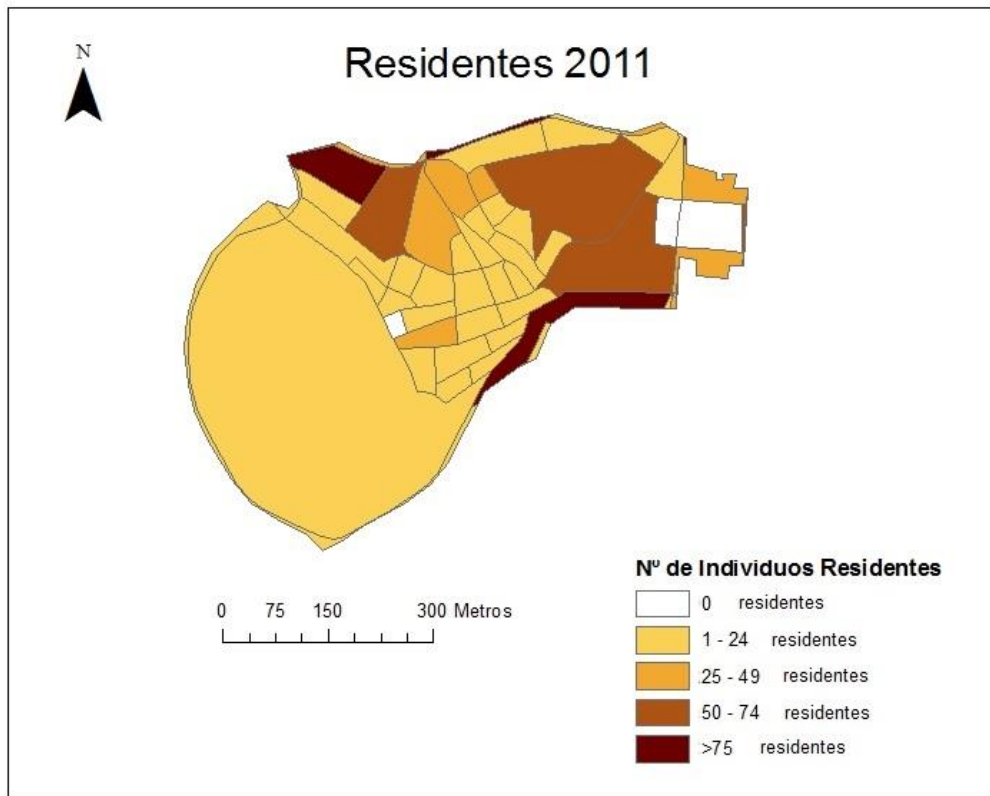 N
Residentes 2011
0 75 150 300 Metros
Nº de Individuos Residentes
0 residentes
1 - 24 residentes
.25 - 49 residentes
50 - 74 residentes
>75 residentes